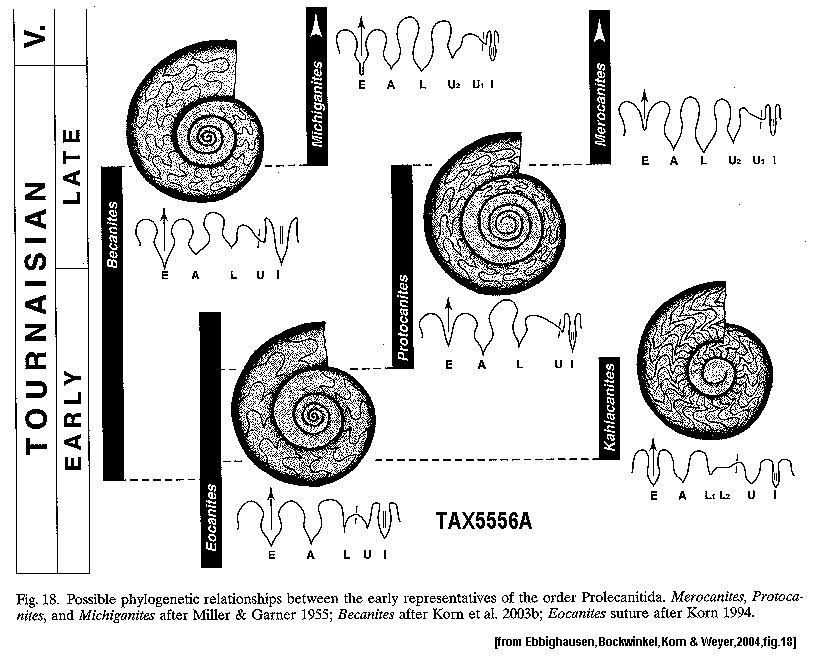 V.
TOURNAISIAN
LATE
EARLY
Becanites
E A L U I
Michiganites
E A L U₂ U₁ I
Merocanites
E A L U₂ U₁ I
Protocanites
E A L U I
Eocanites
E A L U I
Kahlacanites
E A L₁ L₂ U I
TAX5556A
Fig. 18. Possible phylogenetic relationships between the early representatives of the order Prolecanitida. Merocanites, Protoca-
nites, and Michiganites after Miller & Garner 1955; Becanites after Korn et al. 2003b; Eocanites suture after Korn 1994.
[from Ebbighausen,Bockwinkel,Korn & Weyer,2004,fig.18]